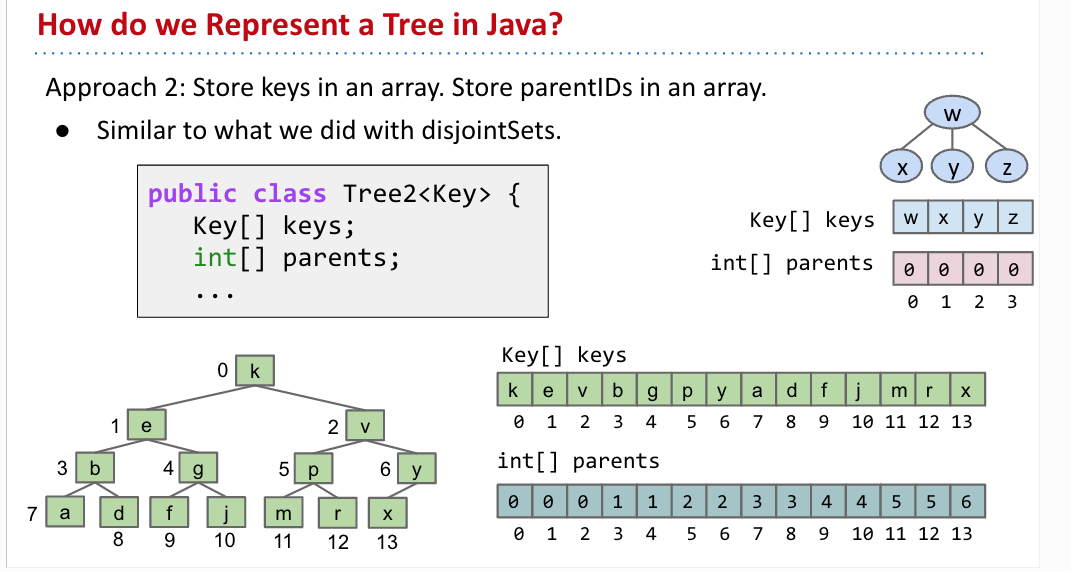 How do we Represent a Tree in Java?
Approach 2: Store keys in an array. Store parentIDs in an array.
● Similar to what we did with disjointSets.
public class Tree2<Key> {
Key[] keys;
int[] parents;
...
w
x y z
Key[] keys w x y z
int[] parents 0 0 0 0
0 1 2 3
0 k
1 e 2 v
3 b 4 g 5 p 6 y
7 a d f j m r x
8 9 10 11 12 13
Key[] keys
k e v b g p y a d f j m r x
0 1 2 3 4 5 6 7 8 9 10 11 12 13
int[] parents
0 0 0 1 1 2 2 3 3 4 4 5 5 6
0 1 2 3 4 5 6 7 8 9 10 11 12 13